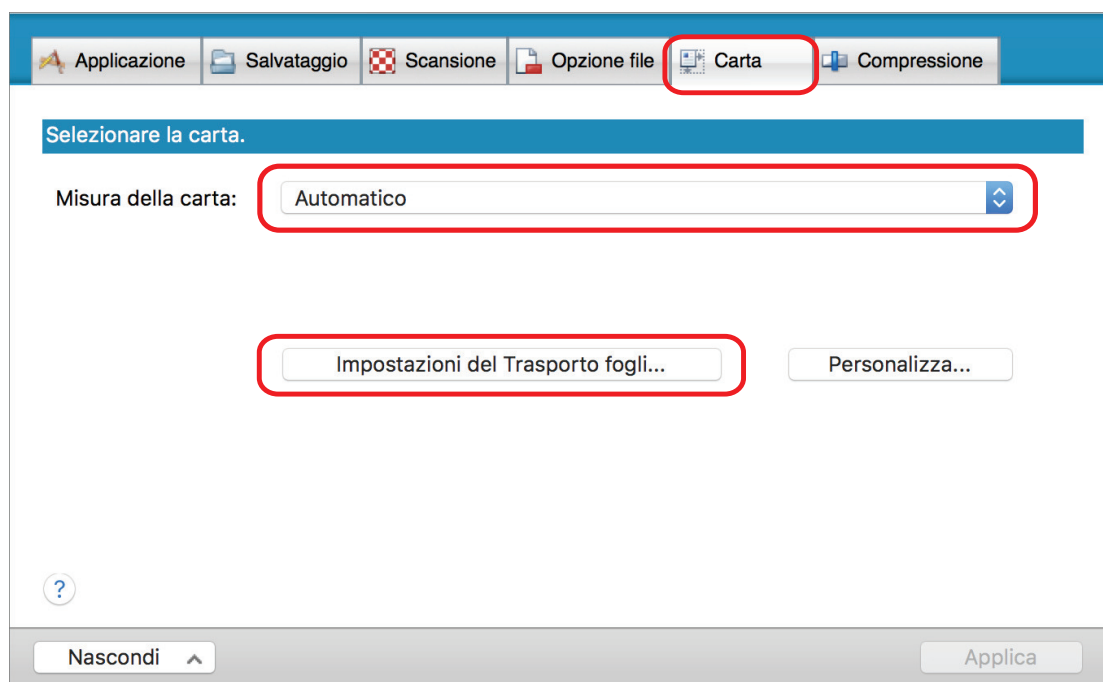 Applicazione Salvataggio Scansione Opzione file Carta Compressione
Selezionare la carta.
Misura della carta: Automatico
Impostazioni del Trasporto fogli... Personalizza...
?
Nascondi Applica